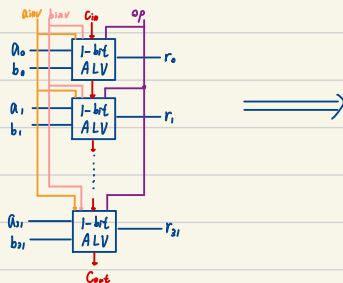 ainv binv Cin op
a0 1-bit r0
b0 ALU
a1 1-bit r1
b1 ALU
a31 1-bit r31
b31 ALU
Cout